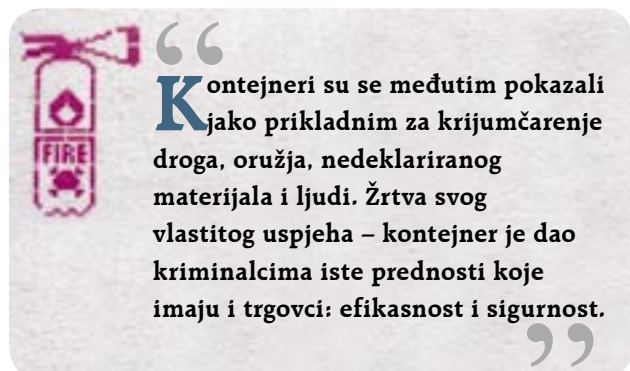 FIRE
“
Kontejneri su se međutim pokazali
jako prikladnim za krijumčarenje
droga, oružja, nedeklariranog
materijala i ljudi. Žrtva svog
vlastitog uspjeha – kontejner je dao
kriminalcima iste prednosti koje
imaju i trgovci: efikasnost i sigurnost.
”